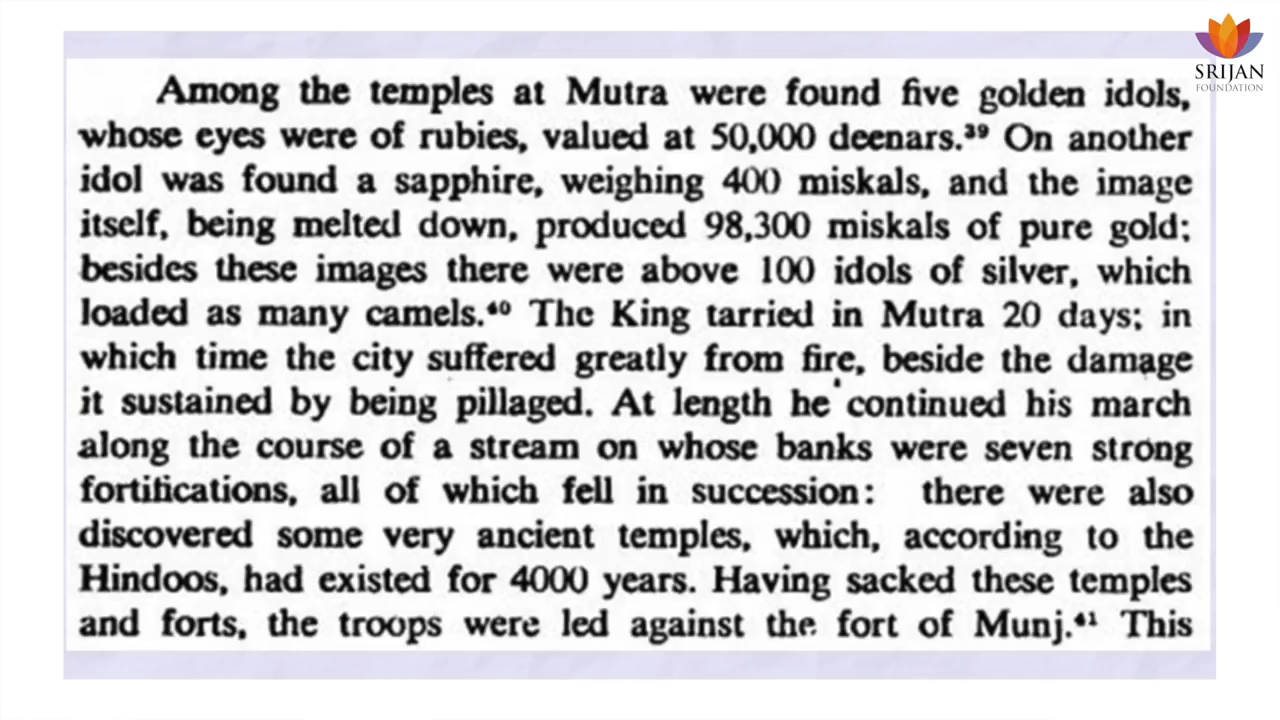 SRIJAN
FOUNDATION
Among the temples at Mutra were found five golden idols,
whose eyes were of rubies, valued at 50,000 deenars.³⁹ On another
idol was found a sapphire, weighing 400 miskals, and the image
itself, being melted down, produced 98,300 miskals of pure gold;
besides these images there were above 100 idols of silver, which
loaded as many camels.⁴⁰ The King tarried in Mutra 20 days; in
which time the city suffered greatly from fire, beside the damage
it sustained by being pillaged. At length he continued his march
along the course of a stream on whose banks were seven strong
fortifications, all of which fell in succession: there were also
discovered some very ancient temples, which, according to the
Hindoos, had existed for 4000 years. Having sacked these temples
and forts, the troops were led against the fort of Munj.⁴¹ This